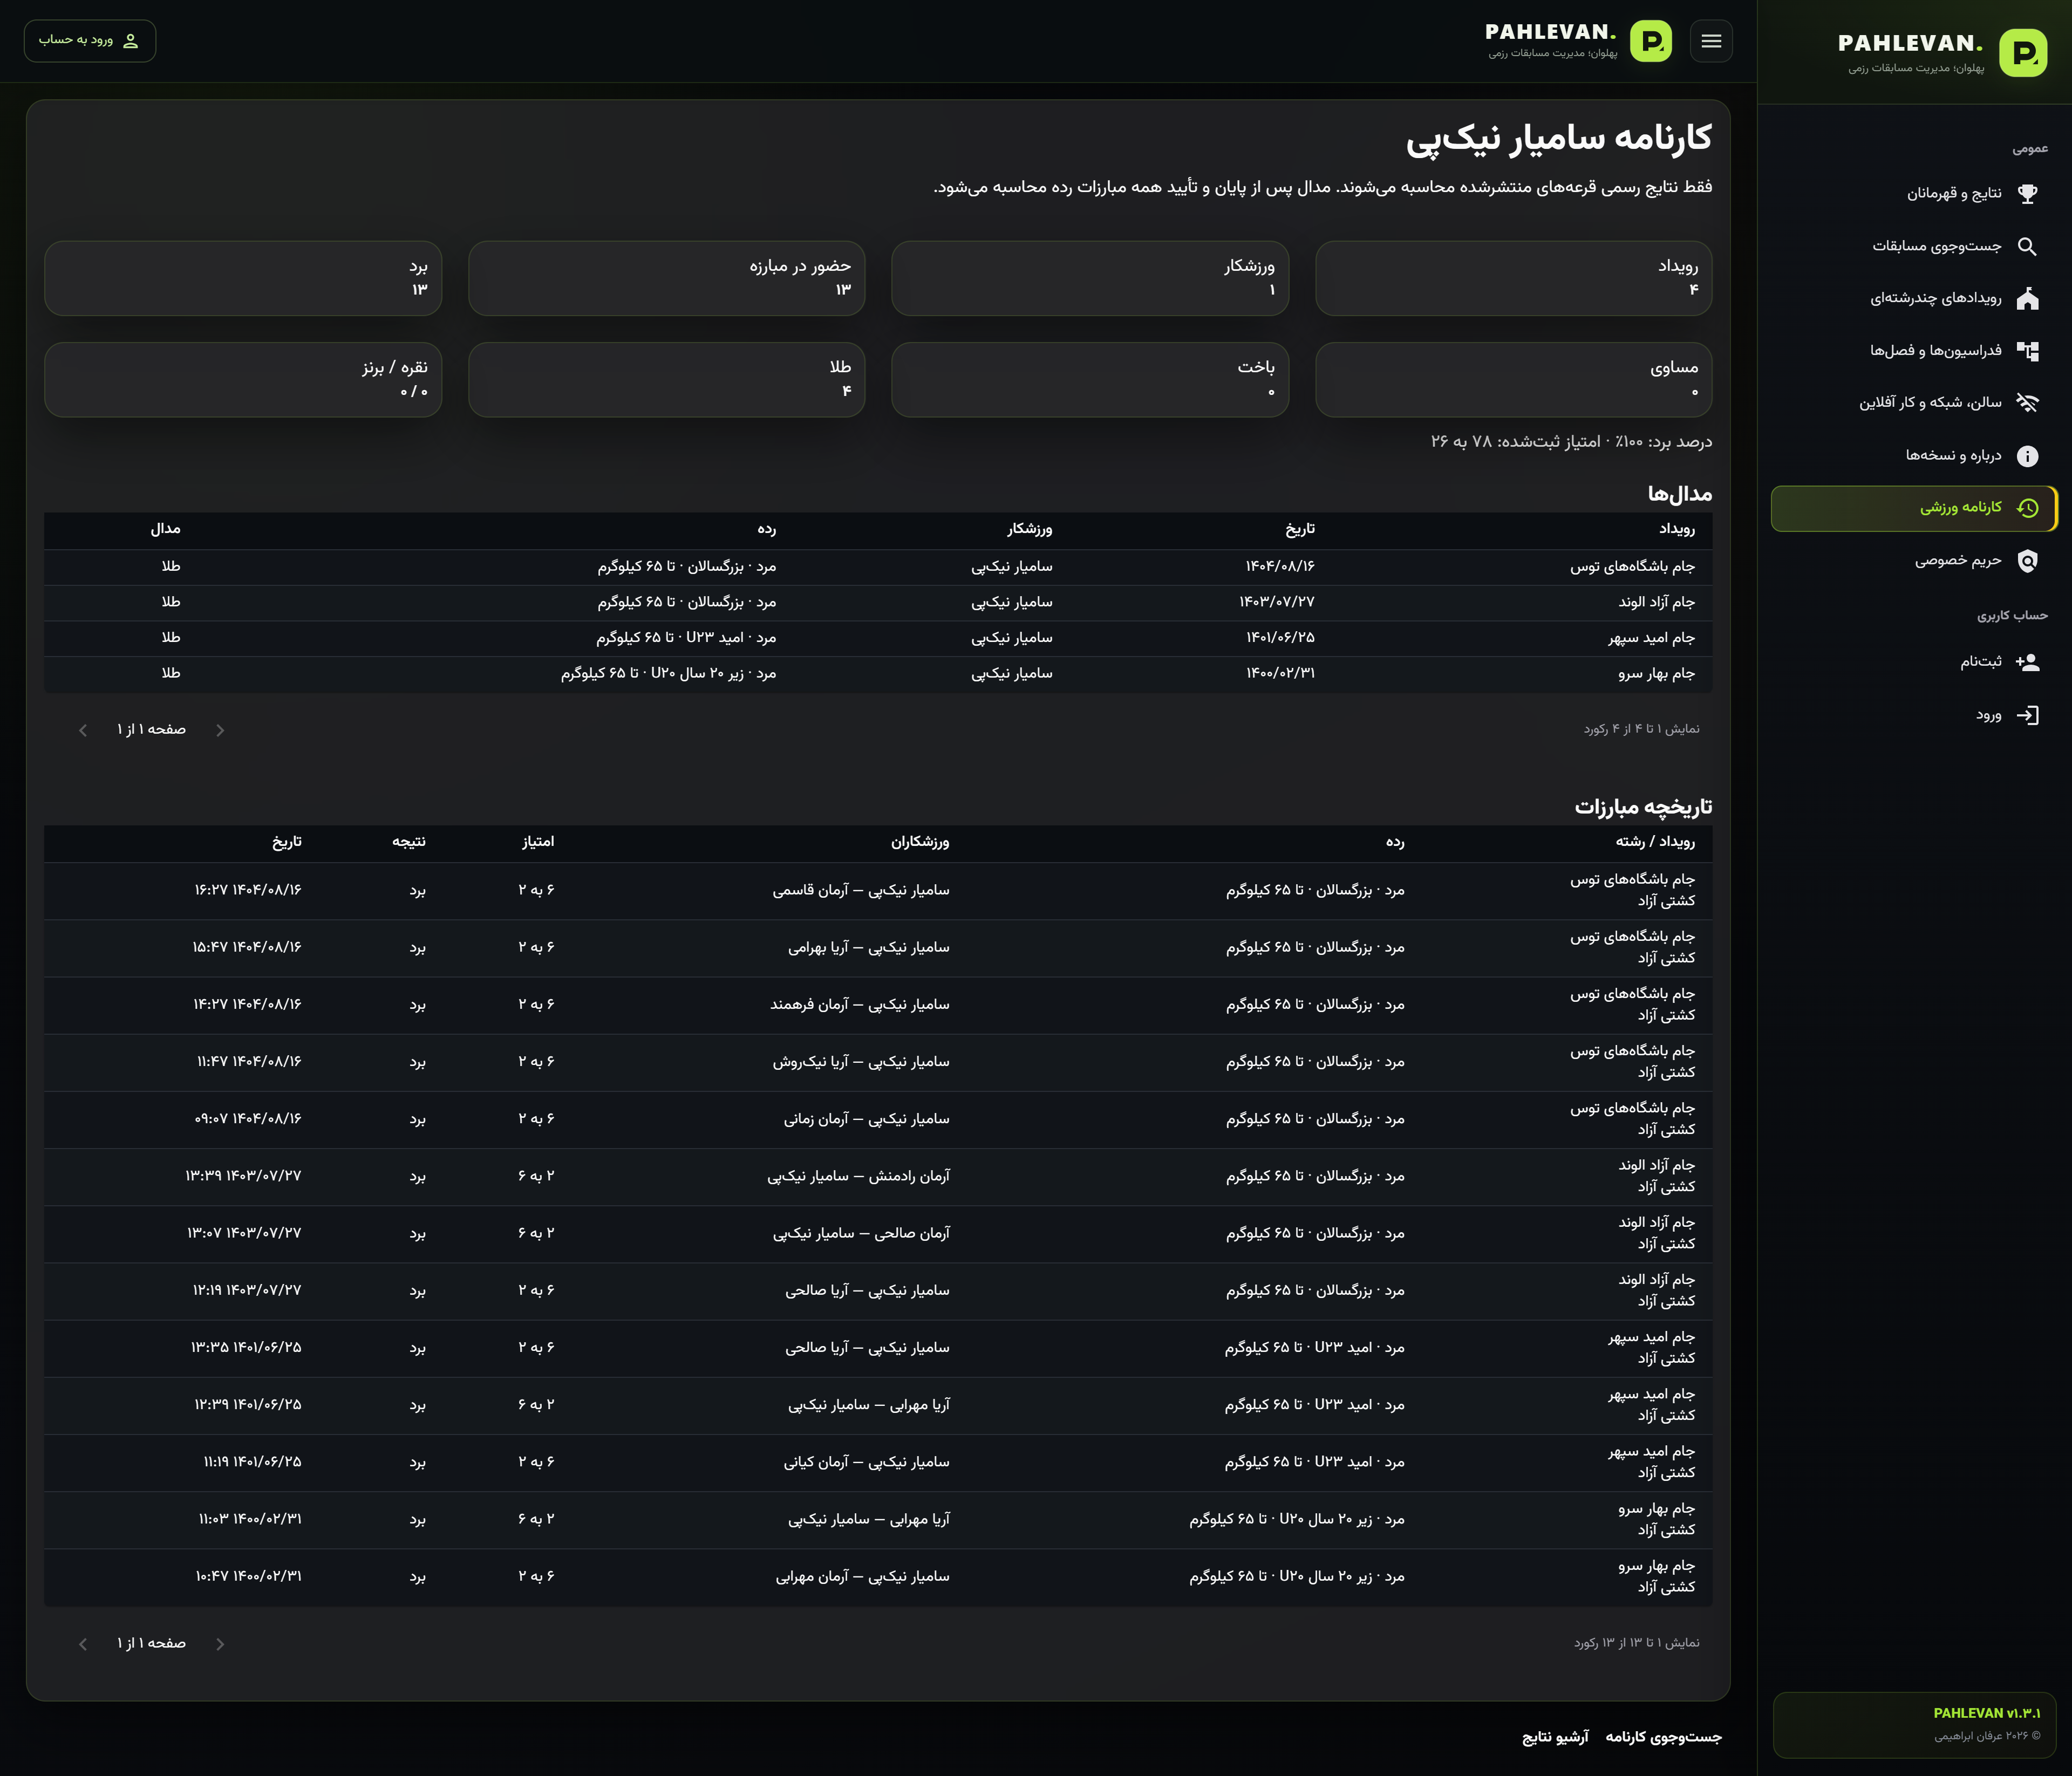 PAHLEVAN.
پهلوان؛ مدیریت مسابقات رزمی
عمومی
نتایج و قهرمانان
جست‌وجوی مسابقات
رویدادهای چندرشته‌ای
فدراسیون‌ها و فصل‌ها
سالن، شبکه و کار آفلاین
درباره و نسخه‌ها
کارنامه ورزشی
حریم خصوصی
حساب کاربری
ثبت‌نام
ورود
PAHLEVAN v۱.۳.۱
© ۲۰۲۶ عرفان ابراهیمی
PAHLEVAN.
پهلوان؛ مدیریت مسابقات رزمی
ورود به حساب
کارنامه سامیار نیک‌پی
فقط نتایج رسمی قرعه‌های منتشرشده محاسبه می‌شوند. مدال پس از پایان و تأیید همه مبارزات رده محاسبه می‌شود.
رویداد
۴
ورزشکار
۱
حضور در مبارزه
۱۳
برد
۱۳
مساوی
۰
باخت
۰
طلا
۴
نقره / برنز
۰ / ۰
درصد برد: ۱۰۰٪ · امتیاز ثبت‌شده: ۷۸ به ۲۶
مدال‌ها
رویداد تاریخ ورزشکار رده مدال
جام باشگاه‌های توس ۱۴۰۴/۰۸/۱۶ سامیار نیک‌پی مرد · بزرگسالان · تا ۶۵ کیلوگرم طلا
جام آزاد الوند ۱۴۰۳/۰۷/۲۷ سامیار نیک‌پی مرد · بزرگسالان · تا ۶۵ کیلوگرم طلا
جام امید سپهر ۱۴۰۱/۰۶/۲۵ سامیار نیک‌پی مرد · امید U۲۳ · تا ۶۵ کیلوگرم طلا
جام بهار سرو ۱۴۰۰/۰۲/۳۱ سامیار نیک‌پی مرد · زیر ۲۰ سال U۲۰ · تا ۶۵ کیلوگرم طلا
نمایش ۱ تا ۴ از ۴ رکورد
صفحه ۱ از ۱
تاریخچه مبارزات
رویداد / رشته رده ورزشکاران امتیاز نتیجه تاریخ
جام باشگاه‌های توس
کشتی آزاد
مرد · بزرگسالان · تا ۶۵ کیلوگرم سامیار نیک‌پی — آرمان قاسمی ۶ به ۲ برد ۱۴۰۴/۰۸/۱۶ ۱۶:۲۷
جام باشگاه‌های توس
کشتی آزاد
مرد · بزرگسالان · تا ۶۵ کیلوگرم سامیار نیک‌پی — آریا بهرامی ۶ به ۲ برد ۱۴۰۴/۰۸/۱۶ ۱۵:۴۷
جام باشگاه‌های توس
کشتی آزاد
مرد · بزرگسالان · تا ۶۵ کیلوگرم سامیار نیک‌پی — آرمان فرهمند ۶ به ۲ برد ۱۴۰۴/۰۸/۱۶ ۱۴:۲۷
جام باشگاه‌های توس
کشتی آزاد
مرد · بزرگسالان · تا ۶۵ کیلوگرم سامیار نیک‌پی — آریا نیک‌روش ۶ به ۲ برد ۱۴۰۴/۰۸/۱۶ ۱۱:۴۷
جام باشگاه‌های توس
کشتی آزاد
مرد · بزرگسالان · تا ۶۵ کیلوگرم سامیار نیک‌پی — آرمان زمانی ۶ به ۲ برد ۱۴۰۴/۰۸/۱۶ ۰۹:۰۷
جام آزاد الوند
کشتی آزاد
مرد · بزرگسالان · تا ۶۵ کیلوگرم آرمان رادمنش — سامیار نیک‌پی ۲ به ۶ برد ۱۴۰۳/۰۷/۲۷ ۱۳:۳۹
جام آزاد الوند
کشتی آزاد
مرد · بزرگسالان · تا ۶۵ کیلوگرم آرمان صالحی — سامیار نیک‌پی ۲ به ۶ برد ۱۴۰۳/۰۷/۲۷ ۱۳:۰۷
جام آزاد الوند
کشتی آزاد
مرد · بزرگسالان · تا ۶۵ کیلوگرم سامیار نیک‌پی — آریا صالحی ۶ به ۲ برد ۱۴۰۳/۰۷/۲۷ ۱۲:۱۹
جام امید سپهر
کشتی آزاد
مرد · امید U۲۳ · تا ۶۵ کیلوگرم سامیار نیک‌پی — آریا صالحی ۶ به ۲ برد ۱۴۰۱/۰۶/۲۵ ۱۳:۳۵
جام امید سپهر
کشتی آزاد
مرد · امید U۲۳ · تا ۶۵ کیلوگرم آریا مهرابی — سامیار نیک‌پی ۲ به ۶ برد ۱۴۰۱/۰۶/۲۵ ۱۲:۳۹
جام امید سپهر
کشتی آزاد
مرد · امید U۲۳ · تا ۶۵ کیلوگرم سامیار نیک‌پی — آرمان کیانی ۶ به ۲ برد ۱۴۰۱/۰۶/۲۵ ۱۱:۱۹
جام بهار سرو
کشتی آزاد
مرد · زیر ۲۰ سال U۲۰ · تا ۶۵ کیلوگرم آریا مهرابی — سامیار نیک‌پی ۲ به ۶ برد ۱۴۰۰/۰۲/۳۱ ۱۱:۰۳
جام بهار سرو
کشتی آزاد
مرد · زیر ۲۰ سال U۲۰ · تا ۶۵ کیلوگرم سامیار نیک‌پی — آرمان مهرابی ۶ به ۲ برد ۱۴۰۰/۰۲/۳۱ ۱۰:۴۷
نمایش ۱ تا ۱۳ از ۱۳ رکورد
صفحه ۱ از ۱
جست‌وجوی کارنامه آرشیو نتایج